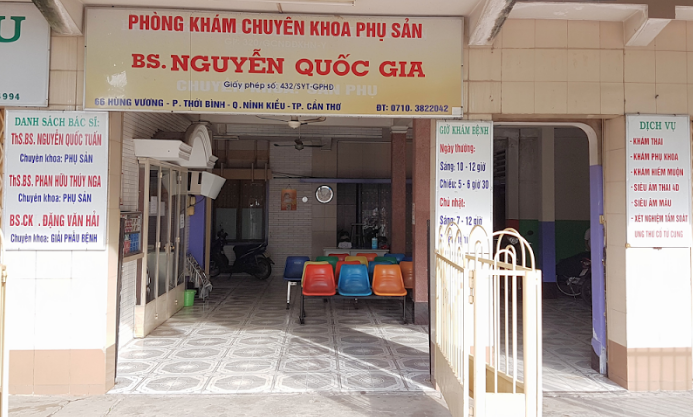 PHÒNG KHÁM CHUYÊN KHOA PHỤ SẢN
BS. NGUYỄN QUỐC GIA
Giấy phép số: 432/SYT-GPHĐ
66 HÙNG VƯƠNG - P. THỚI BÌNH - Q. NINH KIỀU - TP. CẦN THƠ
ĐT: 0710. 3822042
U
4994
DANH SÁCH BÁC SĨ:
ThS.BS. NGUYỄN QUỐC TUẤN
Chuyên khoa: PHỤ SẢN
ThS.BS PHAN HỮU THÚY NGA
Chuyên khoa: PHỤ SẢN
BS.CK . ĐẶNG VĂN HẢI
Chuyên khoa: GIẢI PHẪU BỆNH
GIỜ KHÁM BỆNH
Ngày thường:
Sáng: 10 - 12 giờ
Chiều: 5 - 6 giờ 30
Chủ nhật:
Sáng: 7 - 12 giờ
DỊCH VỤ
- KHÁM THAI
- KHÁM PHỤ KHOA
- KHÁM HIẾM MUỘN
- SIÊU ÂM THAI 4D
- SIÊU ÂM MÀU
- XÉT NGHIỆM TẦM SOÁT
UNG THƯ CỔ TỬ CUNG